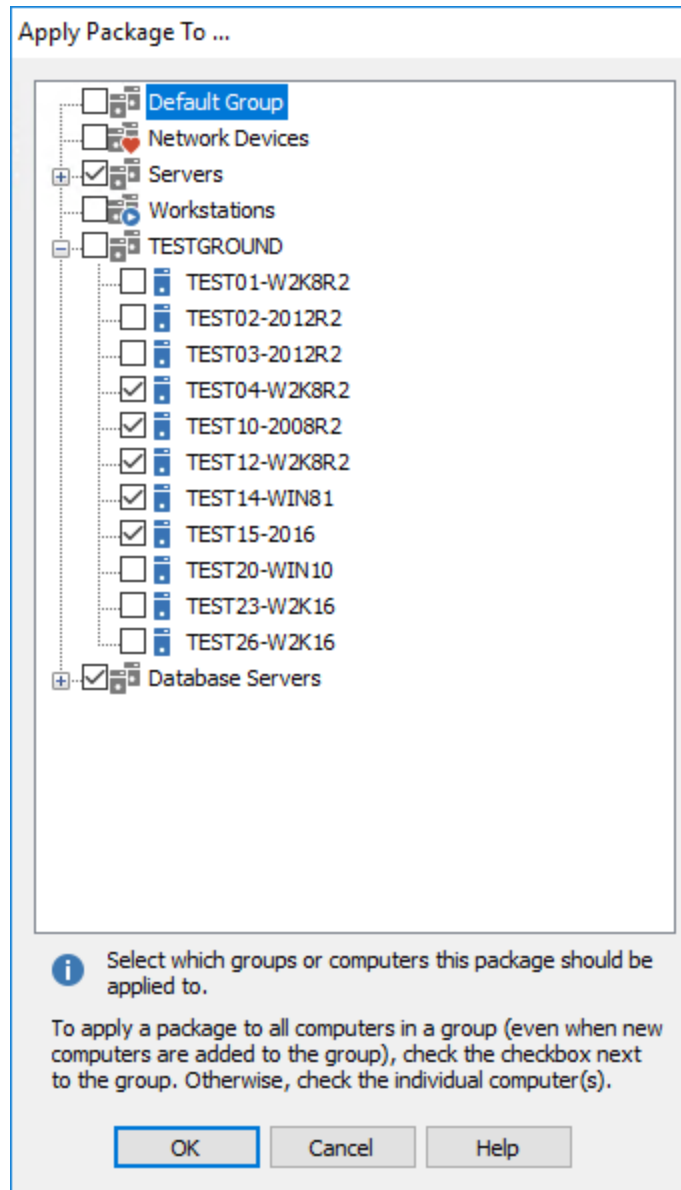 Apply Package To ...
Default Group
Network Devices
Servers
Workstations
TESTGROUND
TEST01-W2K8R2
TEST02-2012R2
TEST03-2012R2
TEST04-W2K8R2
TEST10-2008R2
TEST12-W2K8R2
TEST14-WIN81
TEST15-2016
TEST20-WIN10
TEST23-W2K16
TEST26-W2K16
Database Servers
Select which groups or computers this package should be
applied to.
To apply a package to all computers in a group (even when new
computers are added to the group), check the checkbox next
to the group. Otherwise, check the individual computer(s).
OK Cancel Help